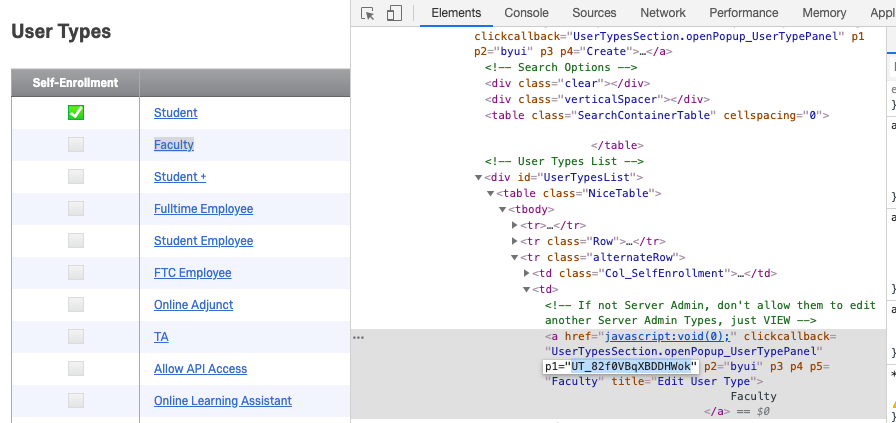 User Types
Self-Enrollment
Student
Faculty
Student +
Fulltime Employee
Student Employee
FTC Employee
Online Adjunct
TA
Allow API Access
Online Learning Assistant
Elements Console Sources Network Performance Memory Appl
clickcallback="UserTypesSection.openPopup_UserTypePanel" p1
p2="byui" p3 p4="Create">…</a>
<!-- Search Options -->
<div class="clear"></div>
<div class="verticalSpacer"></div>
<table class="SearchContainerTable" cellspacing="0">
</table>
<!-- User Types List -->
<div id="UserTypesList">
<table class="NiceTable">
<tbody>
<tr>…</tr>
<tr class="Row">…</tr>
<tr class="alternateRow">
<td class="Col_SelfEnrollment">…</td>
<td>
<!-- If not Server Admin, don't allow them to edit
another Server Admin Types, just VIEW -->
<a href="javascript:void(0);" clickcallback=
"UserTypesSection.openPopup_UserTypePanel"
p1="UT_82f0VBqXBDDHWok" p2="byui" p3 p4 p5=
"Faculty" title="Edit User Type">
Faculty
</a> == $0
</td>